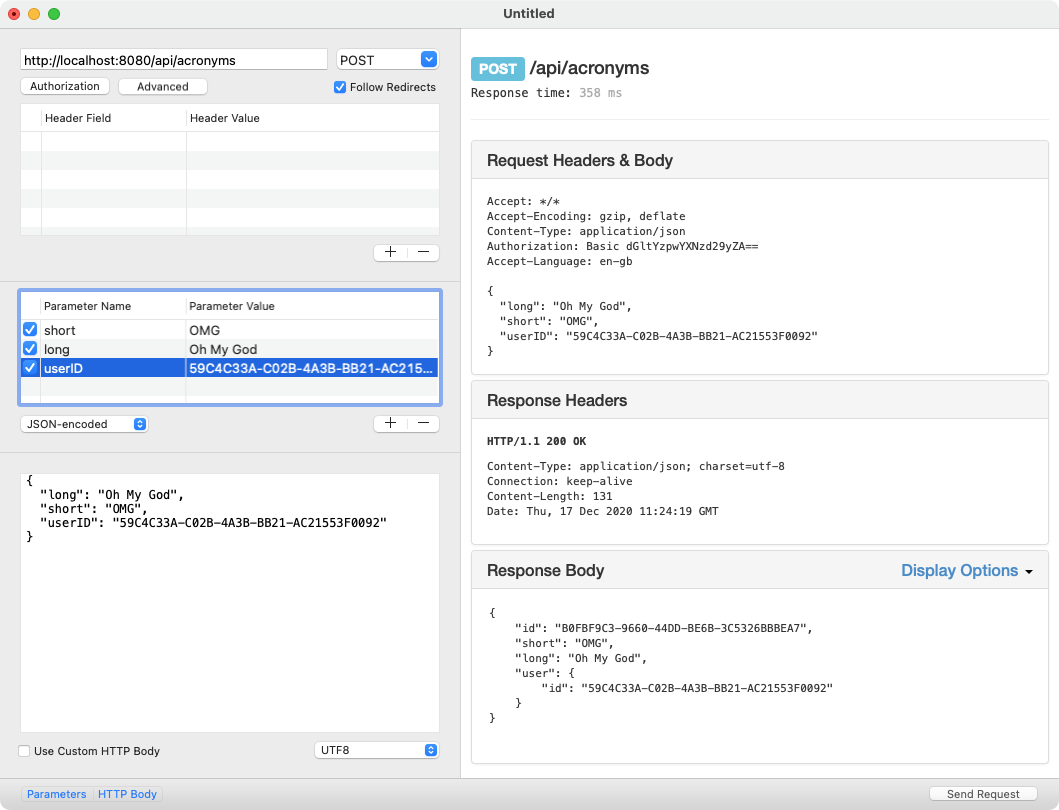 Untitled
http://localhost:8080/api/acronyms
POST
Authorization
Advanced
Follow Redirects
Header Field
Header Value
+ −
Parameter Name
Parameter Value
short
OMG
long
Oh My God
userID
59C4C33A-C02B-4A3B-BB21-AC215...
JSON-encoded
+ −
{
"long": "Oh My God",
"short": "OMG",
"userID": "59C4C33A-C02B-4A3B-BB21-AC21553F0092"
}
Use Custom HTTP Body
UTF8
Parameters
HTTP Body
POST /api/acronyms
Response time: 358 ms
Request Headers & Body
Accept: */*
Accept-Encoding: gzip, deflate
Content-Type: application/json
Authorization: Basic dGltYzpwYXNzd29yZA==
Accept-Language: en-gb
{
"long": "Oh My God",
"short": "OMG",
"userID": "59C4C33A-C02B-4A3B-BB21-AC21553F0092"
}
Response Headers
HTTP/1.1 200 OK
Content-Type: application/json; charset=utf-8
Connection: keep-alive
Content-Length: 131
Date: Thu, 17 Dec 2020 11:24:19 GMT
Response Body
Display Options
{
"id": "B0FBF9C3-9660-44DD-BE6B-3C5326BBBEA7",
"short": "OMG",
"long": "Oh My God",
"user": {
"id": "59C4C33A-C02B-4A3B-BB21-AC21553F0092"
}
}
Send Request